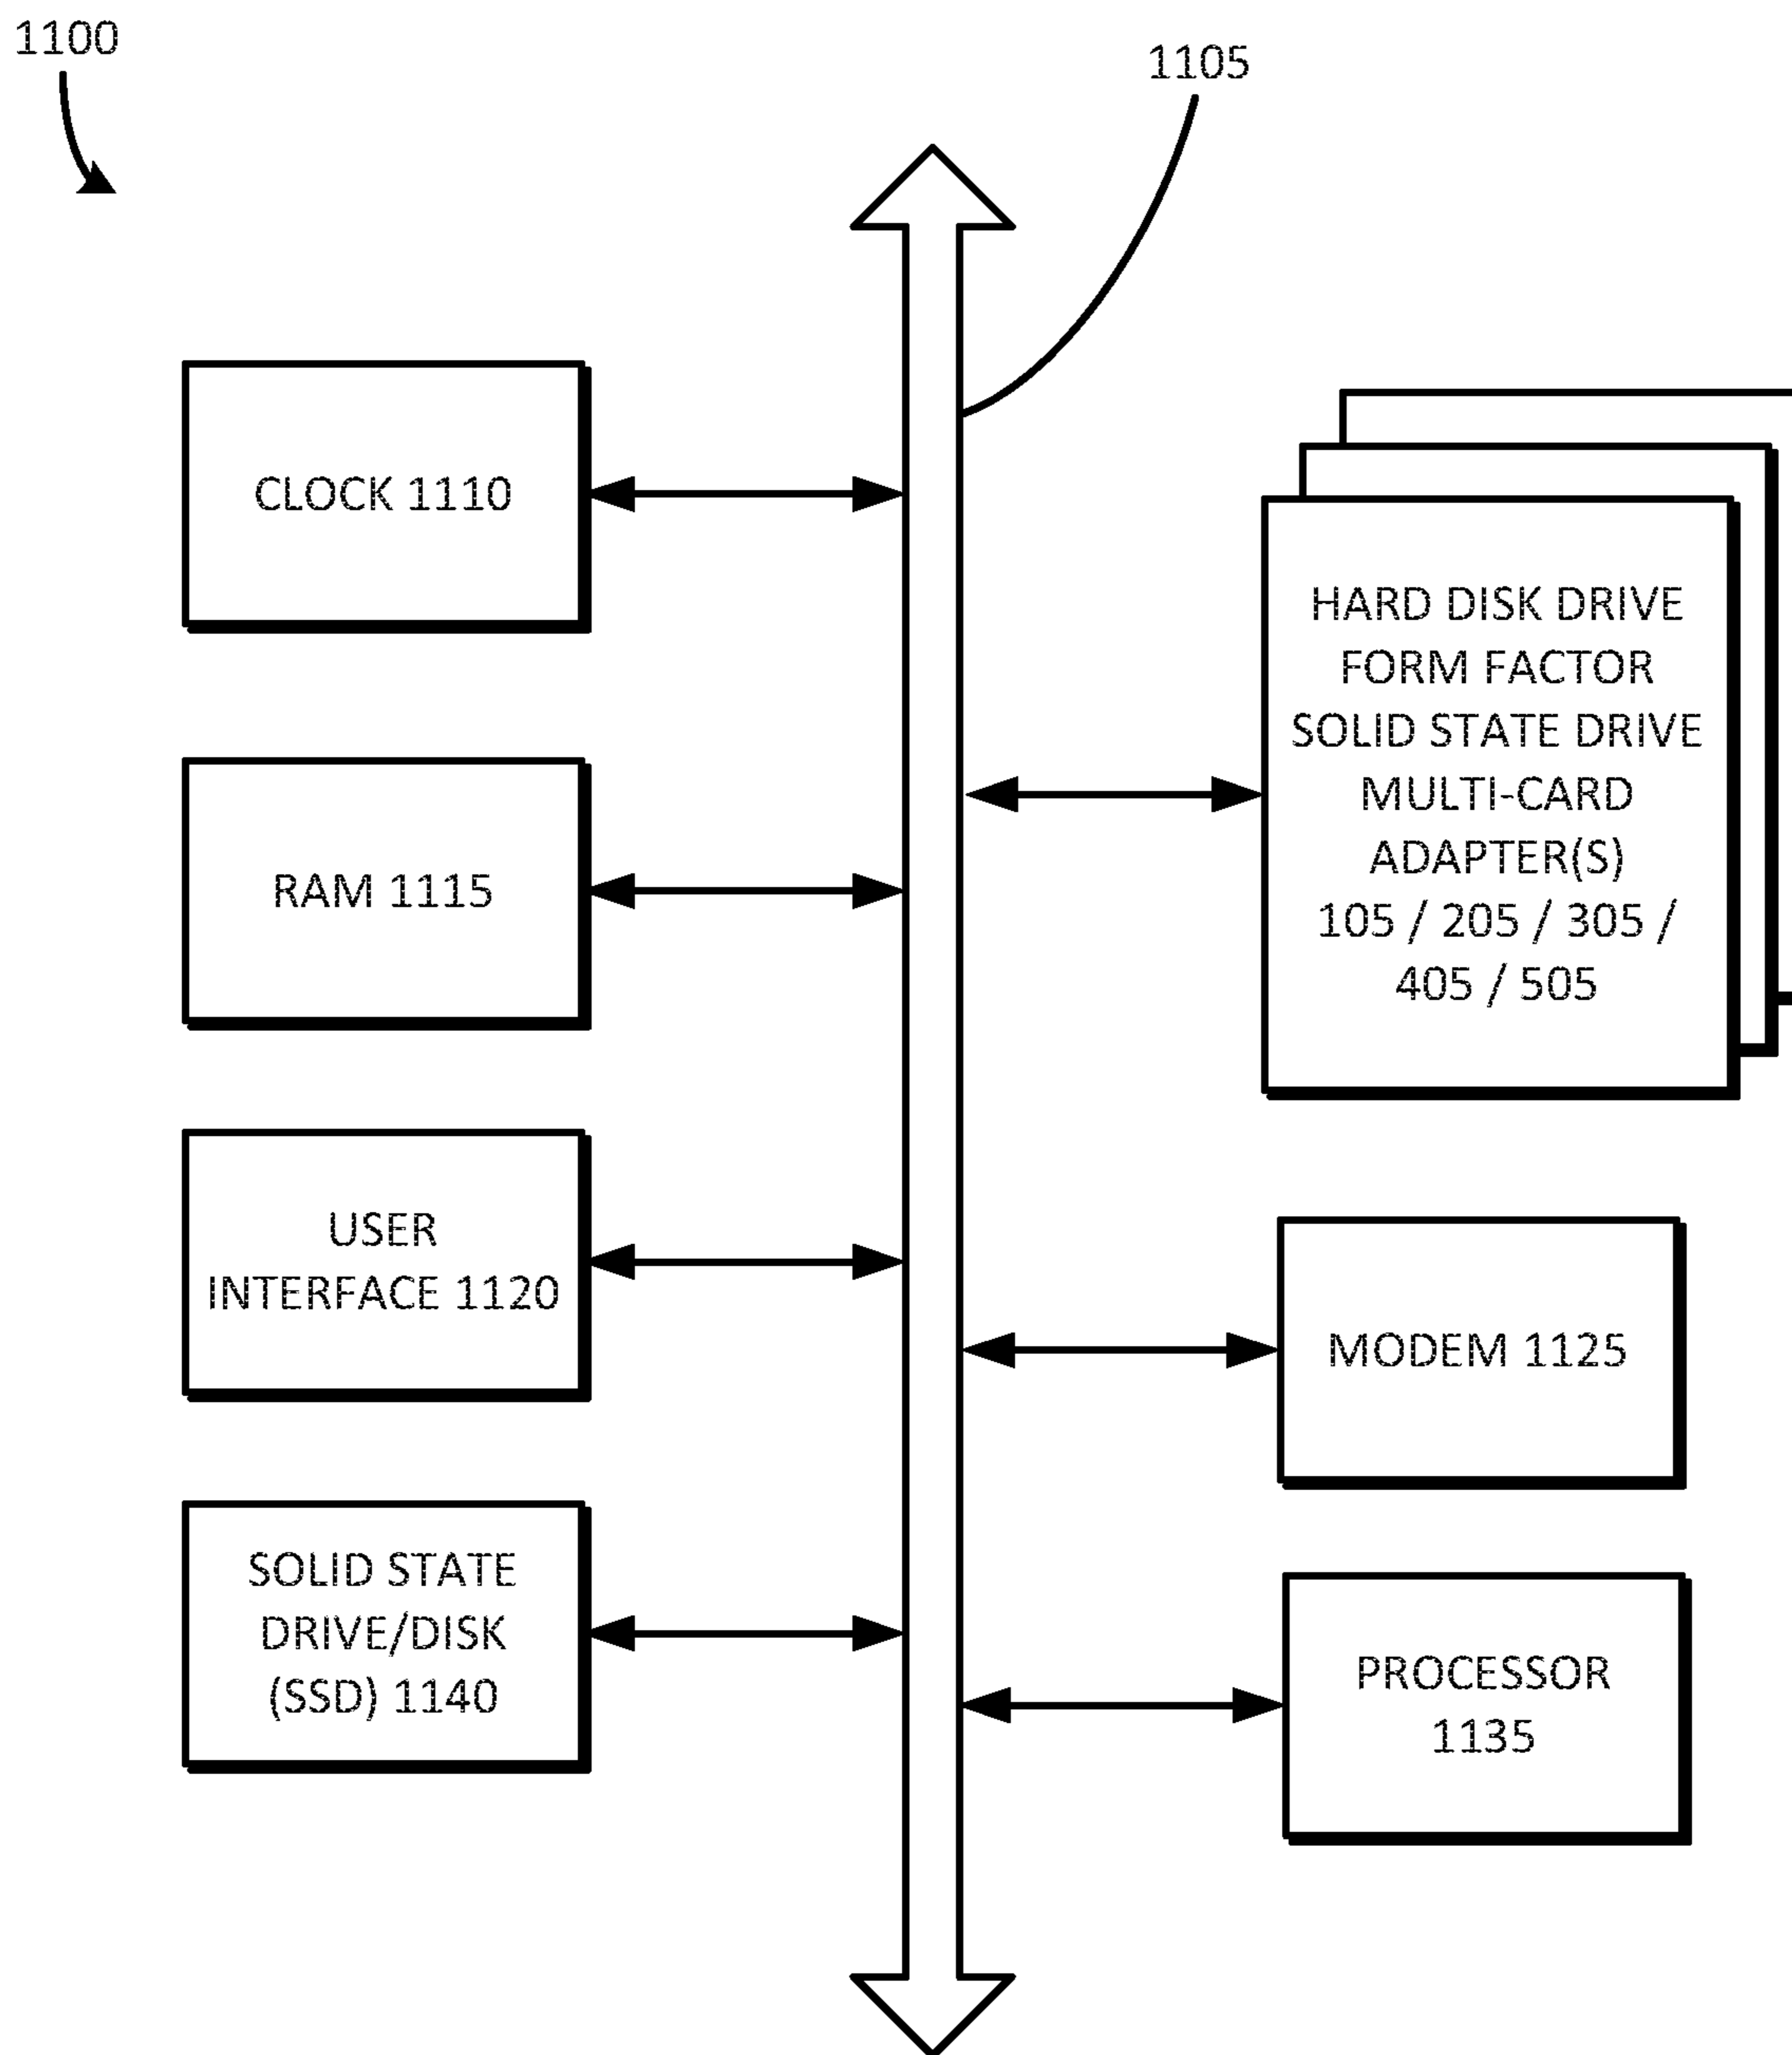 1100
1105
CLOCK 1110
HARD DISK DRIVE
FORM FACTOR
SOLID STATE DRIVE
MULTI-CARD
ADAPTER(S)
105 / 205 / 305 /
405 / 505
RAM 1115
USER
INTERFACE 1120
MODEM 1125
SOLID STATE
DRIVE/DISK
(SSD) 1140
PROCESSOR
1135